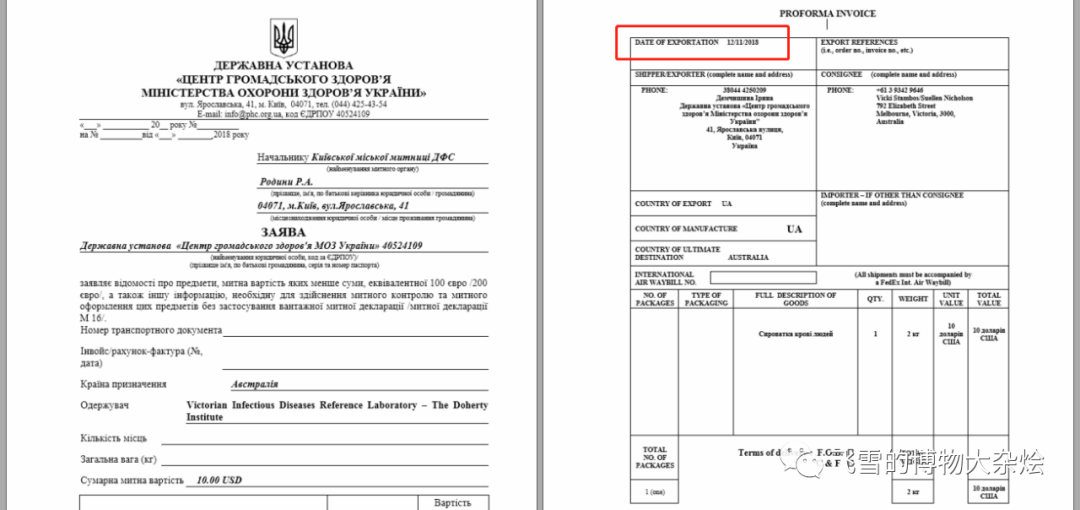 ДЕРЖАВНА УСТАНОВА
«ЦЕНТР ГРОМАДСЬКОГО ЗДОРОВ'Я
МІНІСТЕРСТВА ОХОРОНИ ЗДОРОВ'Я УКРАЇНИ»
вул. Ярославська, 41, м. Київ, 04071, тел. (044) 425-43-54
E-mail: info@phc.org.ua, код ЄДРПОУ 40524109
«___» ____________ 20__ року №______
на № __________від «___» _______,2018 року
Начальнику Київської міської митниці ДФС
(найменування митного органу)
Родини Р.А.
(прізвище, ім'я, по батькові керівника юридичної особи / громадянина)
04071, м.Київ, вул.Ярославська, 41
(місцезнаходження юридичної особи / місце проживання громадянина)
ЗАЯВА
Державна установа «Центр громадського здоров'я МОЗ України» 40524109
(найменування юридичної особи, код за ЄДРПОУ)/
(прізвище, ім'я, по батькові громадянина, серія та номер паспорта)
заявляє відомості про предмети, митна вартість яких менше суми, еквівалентної 100 євро /200
євро/, а також іншу інформацію, необхідну для здійснення митного контролю та митного
оформлення цих предметів без застосування вантажної митної декларації /митної декларації
М 16/.
Номер транспортного документа
Інвойс/рахунок-фактура (№,
дата)
Країна призначення Австралія
Одержувач Victorian Infectious Diseases Reference Laboratory – The Doherty
Institute
Кількість місць
Загальна вага (кг)
Сумарна митна вартість 10.00 USD
Вартість
PROFORMA INVOICE
DATE OF EXPORTATION 12/11/2018
EXPORT REFERENCES
(i.e., order no., invoice no., etc.)
SHIPPER/EXPORTER (complete name and address)
CONSIGNEE (complete name and address)
PHONE: 38044 4250209
Демчишина Ірина
Державна установа «Центр громадського
здоров'я Міністерства охорони здоров'я
України"
41, Ярославська вулиця,
Київ, 04071
Україна
PHONE: +61 3 9342 9646
Vicki Stambos/Suellen Nicholson
792 Elizabeth Street
Melbourne, Victoria, 3000,
Australia
IMPORTER – IF OTHER THAN CONSIGNEE
(complete name and address)
COUNTRY OF EXPORT UA
COUNTRY OF MANUFACTURE UA
COUNTRY OF ULTIMATE
DESTINATION AUSTRALIA
INTERNATIONAL
AIR WAYBILL NO.
(All shipments must be accompanied by
a FedEx Int. Air Waybill)
NO. OF PACKAGES TYPE OF PACKAGING FULL DESCRIPTION OF GOODS QTY. WEIGHT UNIT VALUE TOTAL VALUE
Сироватка крові людей 1 2 кг 10 доларів США 10 доларів США
TOTAL NO. OF PACKAGES
Terms of
& F
飞雪的博物大杂烩
1 (one) 2 кг 10 доларів США